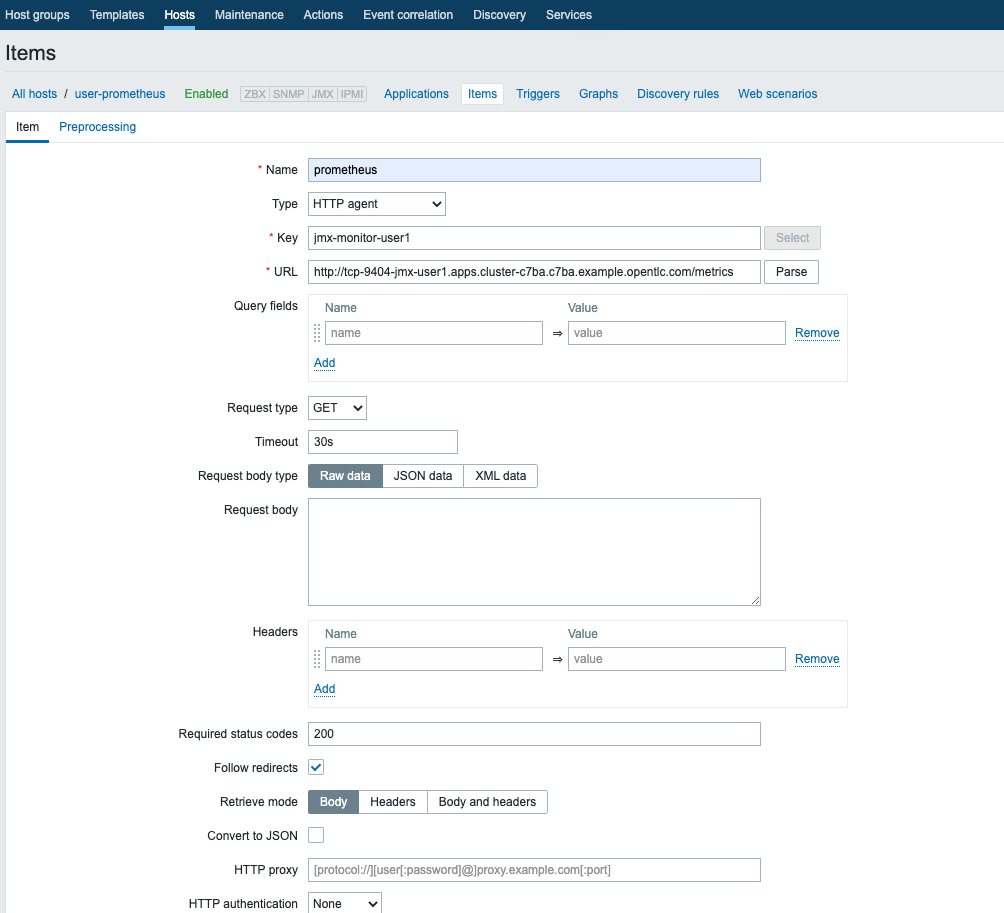 Host groups Templates Hosts Maintenance Actions Event correlation Discovery Services
Items
All hosts / user-prometheus Enabled ZBX SNMP JMX IPMI Applications Items Triggers Graphs Discovery rules Web scenarios
Item Preprocessing
* Name prometheus
Type HTTP agent
* Key jmx-monitor-user1 Select
* URL http://tcp-9404-jmx-user1.apps.cluster-c7ba.c7ba.example.opentlc.com/metrics Parse
Query fields Name Value
name ⇒ value Remove
Add
Request type GET
Timeout 30s
Request body type Raw data JSON data XML data
Request body
Headers Name Value
name ⇒ value Remove
Add
Required status codes 200
Follow redirects
Retrieve mode Body Headers Body and headers
Convert to JSON
HTTP proxy [protocol://][user[:password]@]proxy.example.com[:port]
HTTP authentication None